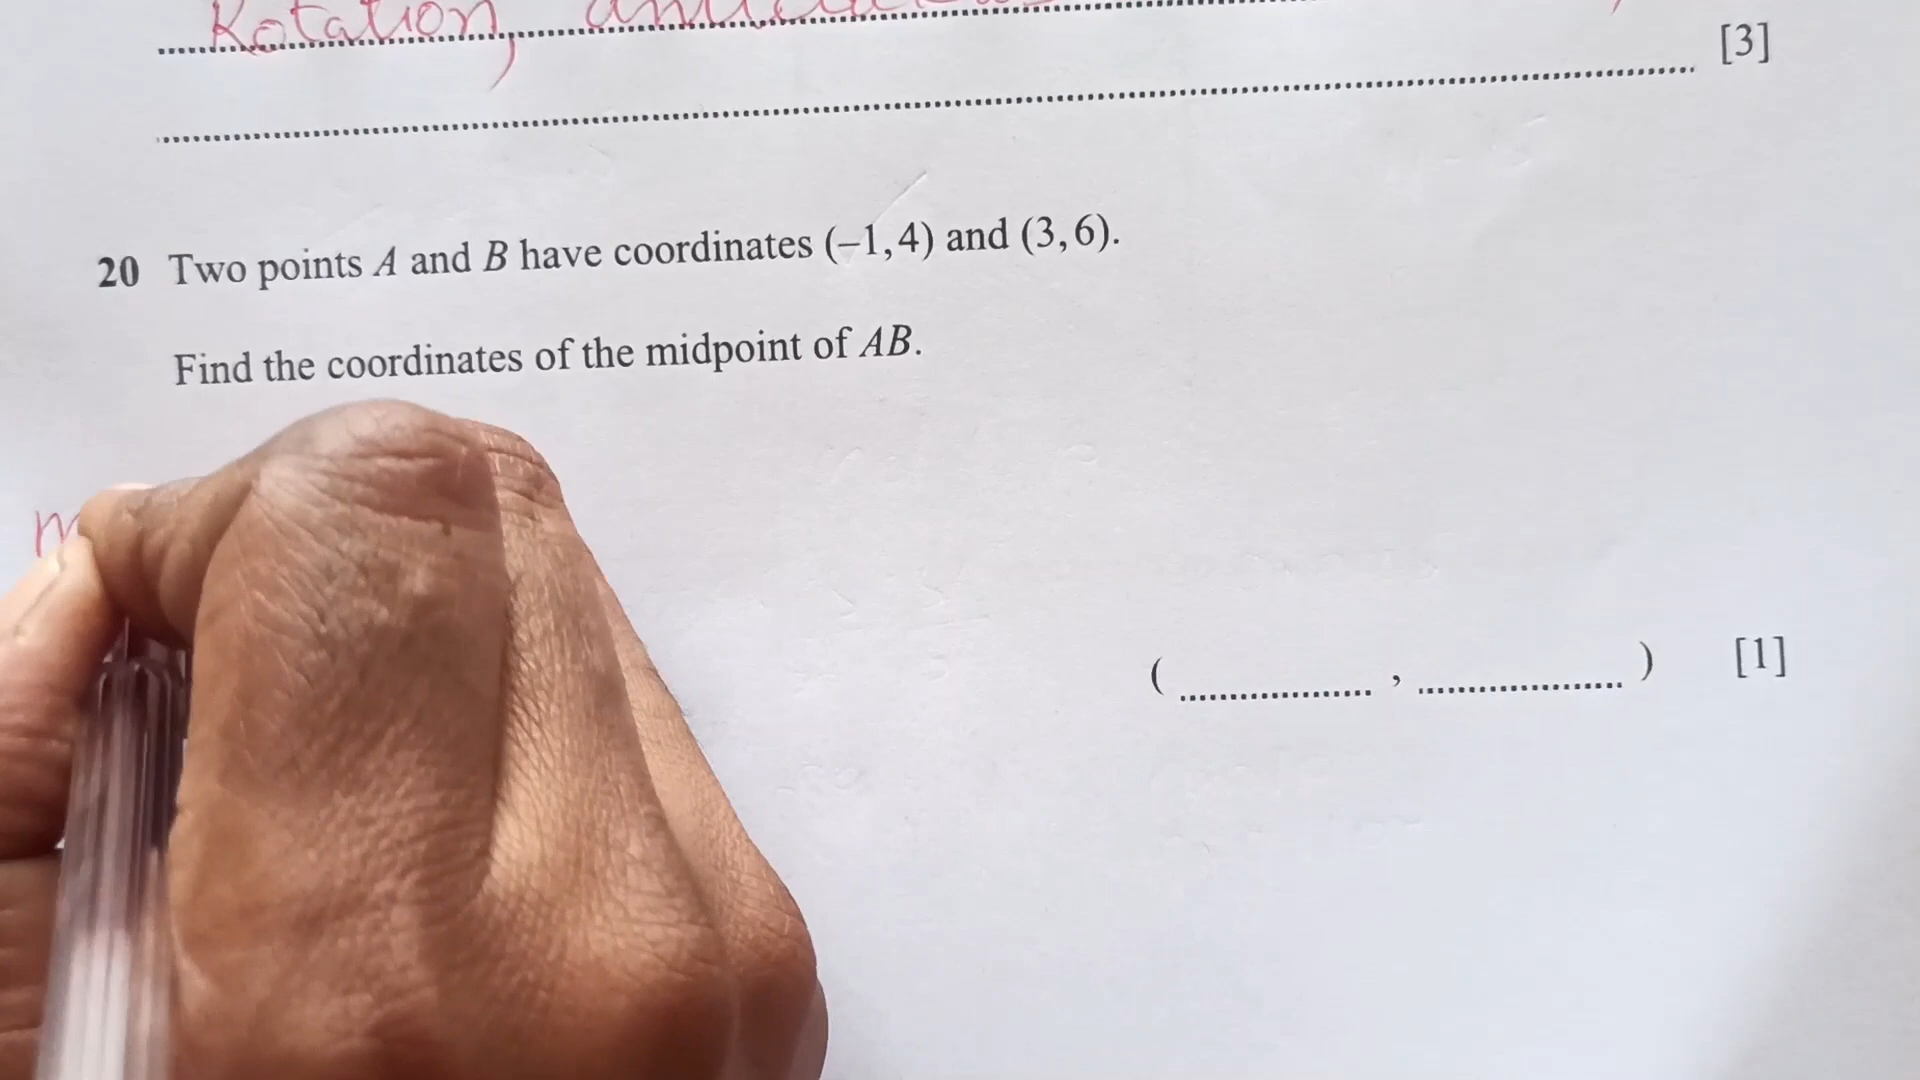 Rotation,
[3]
20 Two points A and B have coordinates (–1, 4) and (3, 6).
Find the coordinates of the midpoint of AB.
m
( .................... , .................... ) [1]